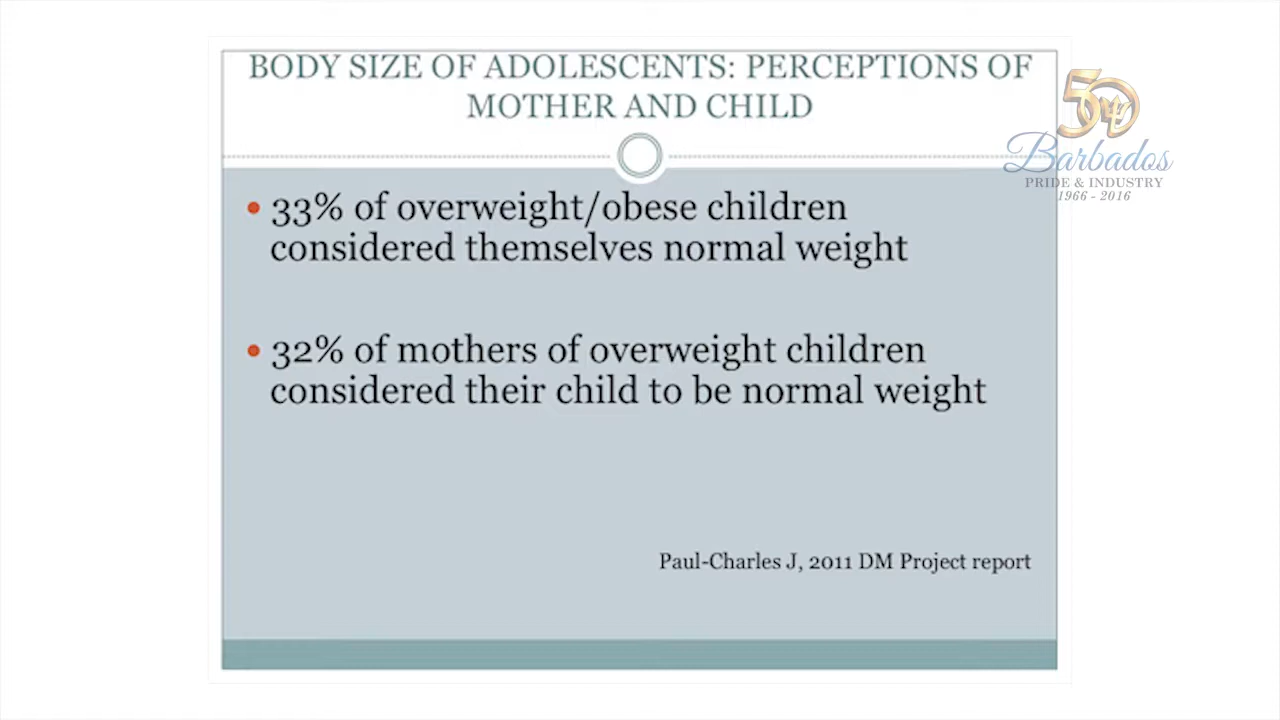 BODY SIZE OF ADOLESCENTS: PERCEPTIONS OF
MOTHER AND CHILD
50
Barbados
PRIDE & INDUSTRY
1966 - 2016
• 33% of overweight/obese children
considered themselves normal weight
• 32% of mothers of overweight children
considered their child to be normal weight
Paul-Charles J, 2011 DM Project report